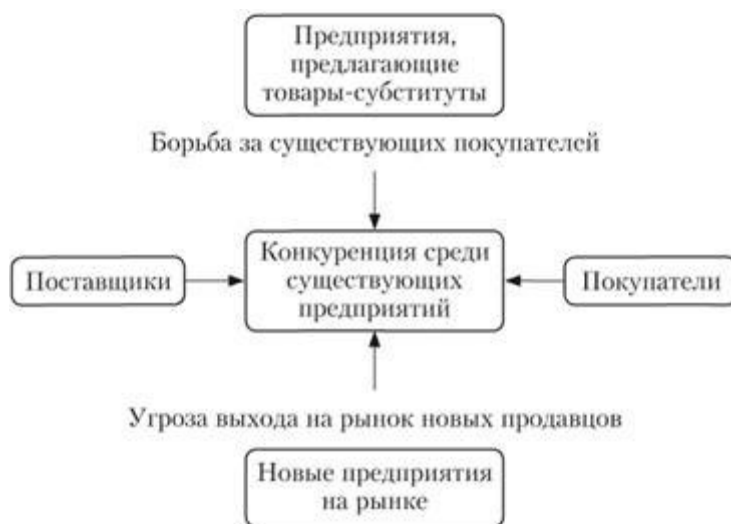 Предприятия,
предлагающие
товары-субституты
Борьба за существующих покупателей
Поставщики
Конкуренция среди
существующих
предприятий
Покупатели
Угроза выхода на рынок новых продавцов
Новые предприятия
на рынке